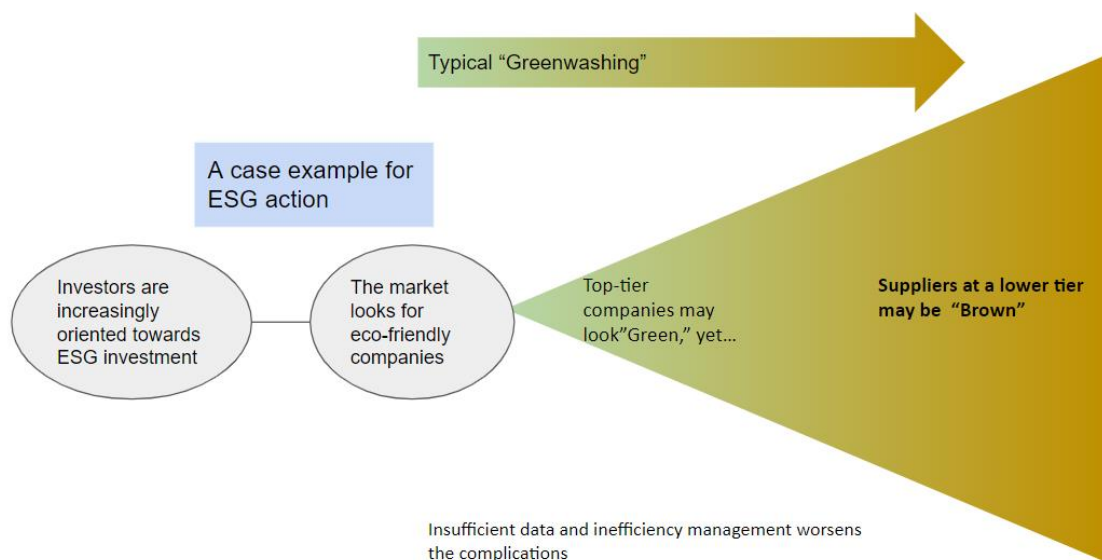 Typical “Greenwashing”
A case example for
ESG action
Investors are
increasingly
oriented towards
ESG investment
The market
looks for
eco-friendly
companies
Top-tier
companies may
look”Green,” yet…
Suppliers at a lower tier
may be “Brown”
Insufficient data and inefficiency management worsens
the complications